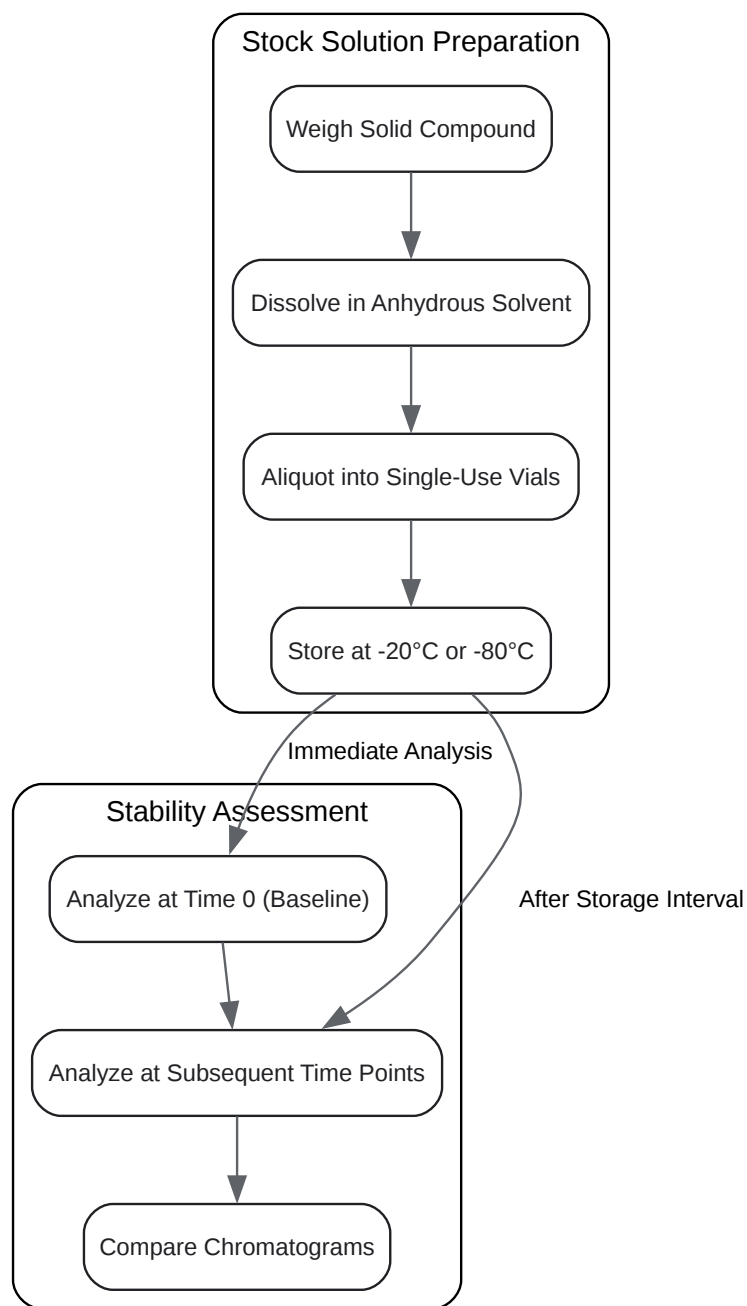 Stock Solution Preparation
Weigh Solid Compound
Dissolve in Anhydrous Solvent
Aliquot into Single-Use Vials
Store at -20°C or -80°C
Immediate Analysis
Stability Assessment
Analyze at Time 0 (Baseline)
After Storage Interval
Analyze at Subsequent Time Points
Compare Chromatograms